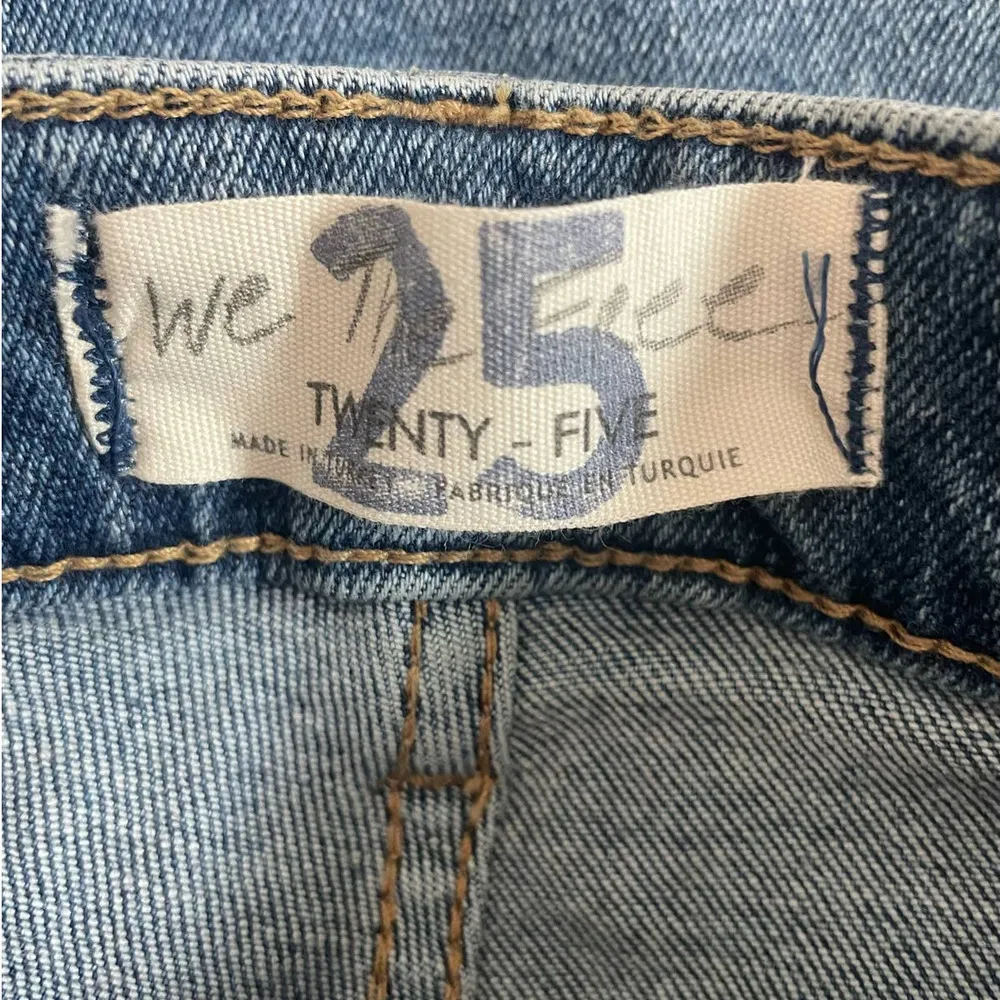 We The Free
25
TWENTY - FIVE
MADE IN TURKEY - FABRIQUE EN TURQUIE